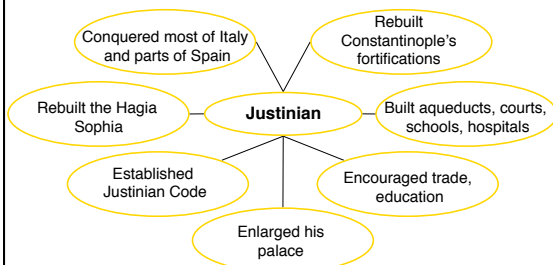 Conquered most of Italy
and parts of Spain
Rebuilt
Constantinople's
fortifications
Rebuilt the Hagia
Sophia
Justinian
Built aqueducts, courts,
schools, hospitals
Established
Justinian Code
Encouraged trade,
education
Enlarged his
palace